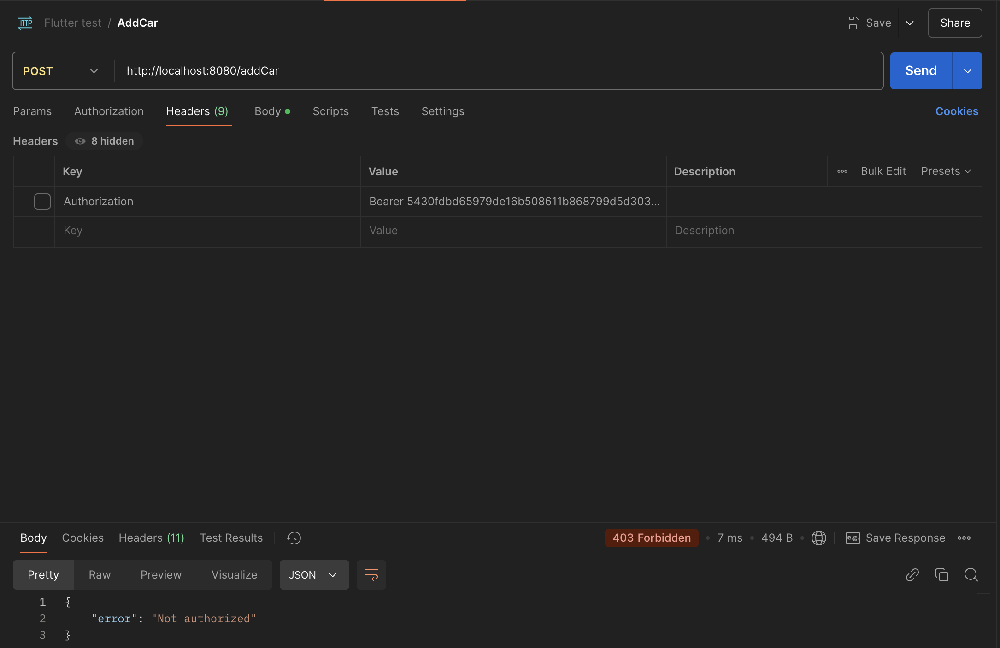 HTTP Flutter test / AddCar Save Share
POST http://localhost:8080/addCar Send
Params Authorization Headers (9) Body Scripts Tests Settings Cookies
Headers 8 hidden
Key Value Description Bulk Edit Presets
Authorization Bearer 5430fdbd65979de16b508611b868799d5d303...
Key Value Description
Body Cookies Headers (11) Test Results 403 Forbidden • 7 ms • 494 B • e.g. Save Response
Pretty Raw Preview Visualize JSON
1 {
2 "error": "Not authorized"
3 }